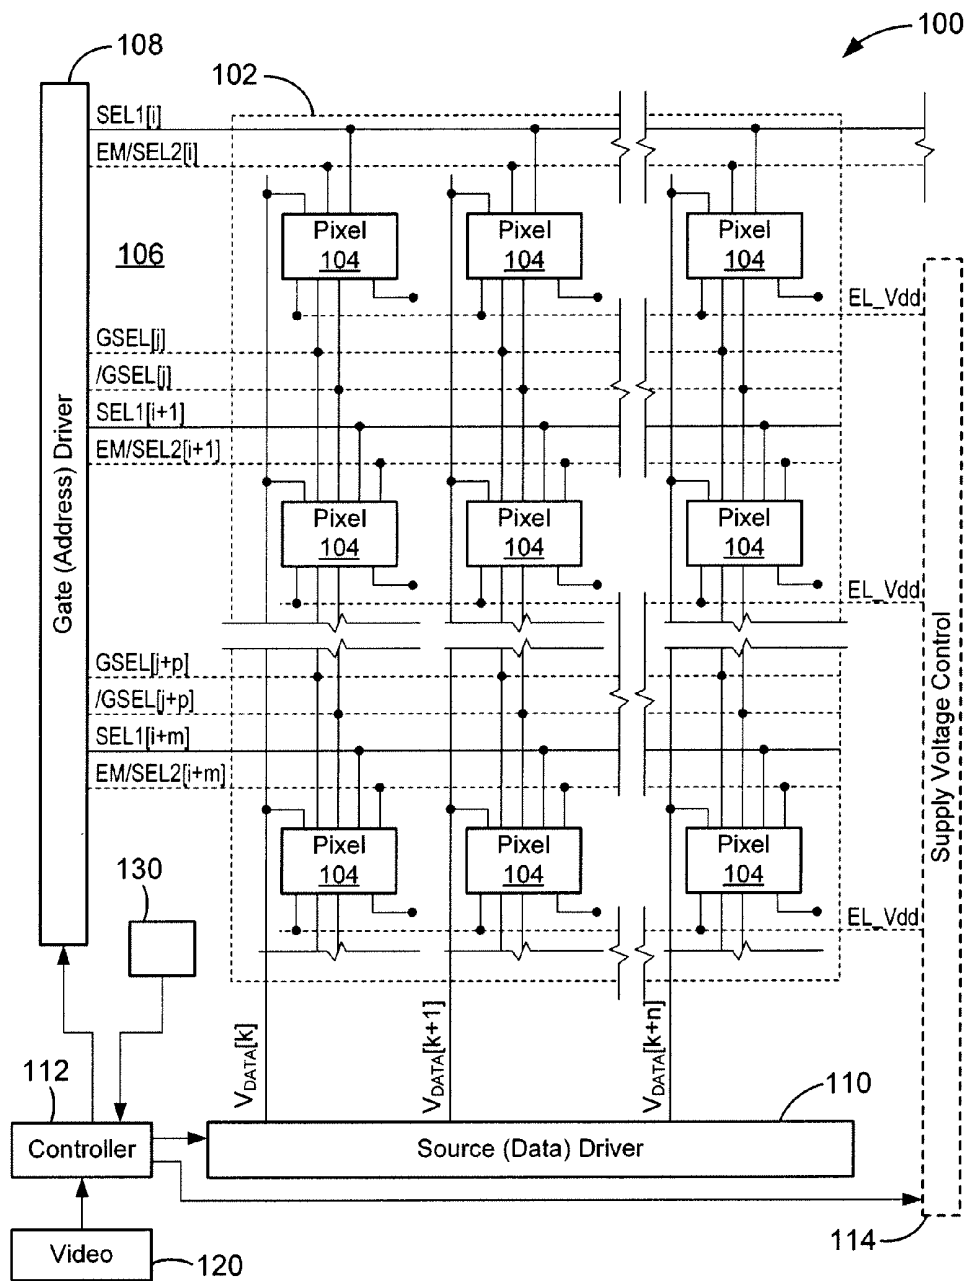 100
108
102
SEL1[i]
EM/SEL2[i]
Pixel
104
Pixel
104
Pixel
104
106
EL_Vdd
GSEL[j]
/GSEL[j]
SEL1[i+1]
EM/SEL2[i+1]
Pixel
104
Pixel
104
Pixel
104
EL_Vdd
Gate (Address) Driver
GSEL[j+p]
/GSEL[j+p]
SEL1[i+m]
EM/SEL2[i+m]
Pixel
104
Pixel
104
Pixel
104
EL_Vdd
Supply Voltage Control
130
VDATA[k]
VDATA[k+1]
VDATA[k+n]
112
110
Controller
Source (Data) Driver
114
Video
120